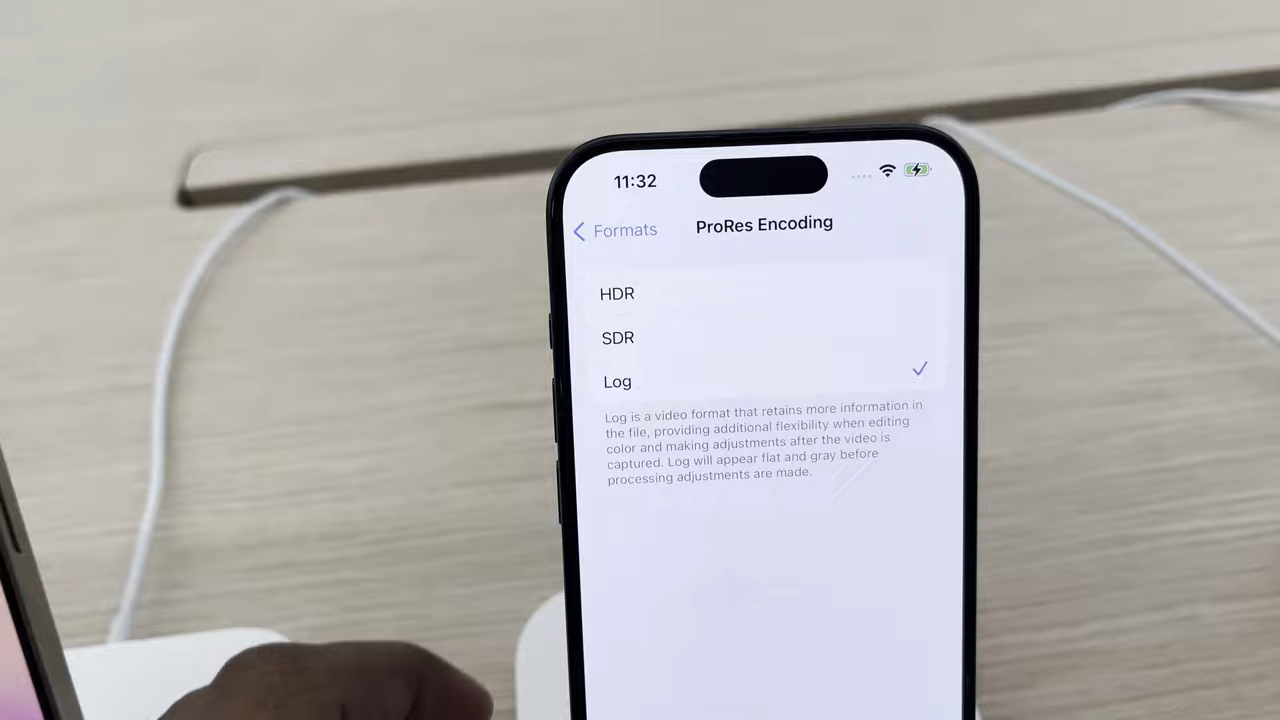 11:32
Formats
ProRes Encoding
HDR
SDR
Log
Log is a video format that retains more information in
the file, providing additional flexibility when editing
color and making adjustments after the video is
captured. Log will appear flat and gray before
processing adjustments are made.